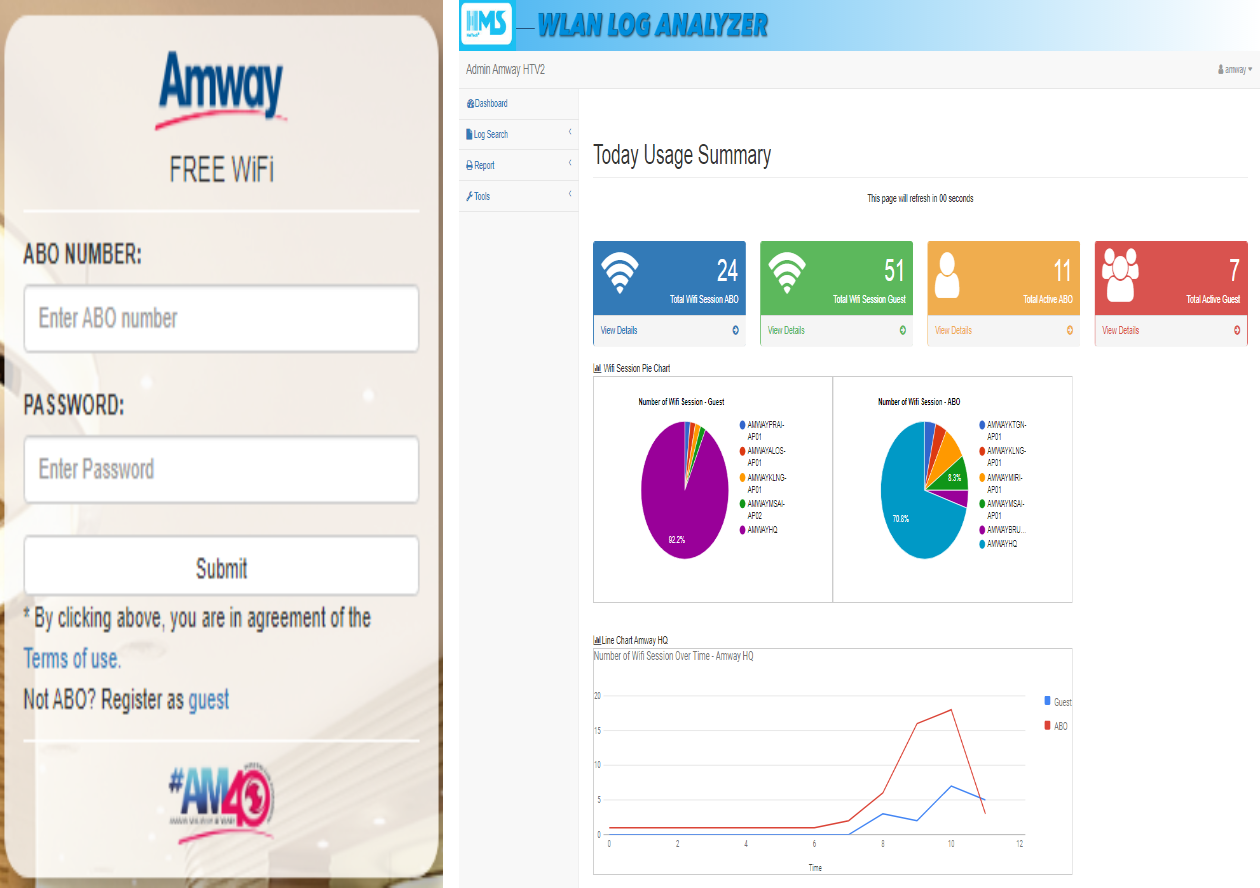 Amway
FREE WiFi
ABO NUMBER:
Enter ABO number
PASSWORD:
Enter Password
Submit
* By clicking above, you are in agreement of the
Terms of use.
Not ABO? Register as guest
#AM40
HMS
WLAN LOG ANALYZER
Admin Amway HTV2
amway
Dashboard
Log Search
Report
Tools
Today Usage Summary
This page will refresh in 00 seconds
24
Total Wifi Session ABO
View Details
51
Total Wifi Session Guest
View Details
11
Total Active ABO
View Details
7
Total Active Guest
View Details
Wifi Session Pie Chart
Number of Wifi Session - Guest
92.2%
AMWAYPRAI-
AP01
AMWAYALOS-
AP01
AMWAYKLNG-
AP01
AMWAYMSAI-
AP02
AMWAYHQ
Number of Wifi Session - ABO
8.3%
70.8%
AMWAYKTGN-
AP01
AMWAYKLNG-
AP01
AMWAYMIRI-
AP01
AMWAYMSAI-
AP01
AMWAYBRU...
AMWAYHQ
Line Chart Amway HQ
Number of Wifi Session Over Time - Amway HQ
20
15
10
5
0
0 2 4 6 8 10 12
Time
Guest
ABO